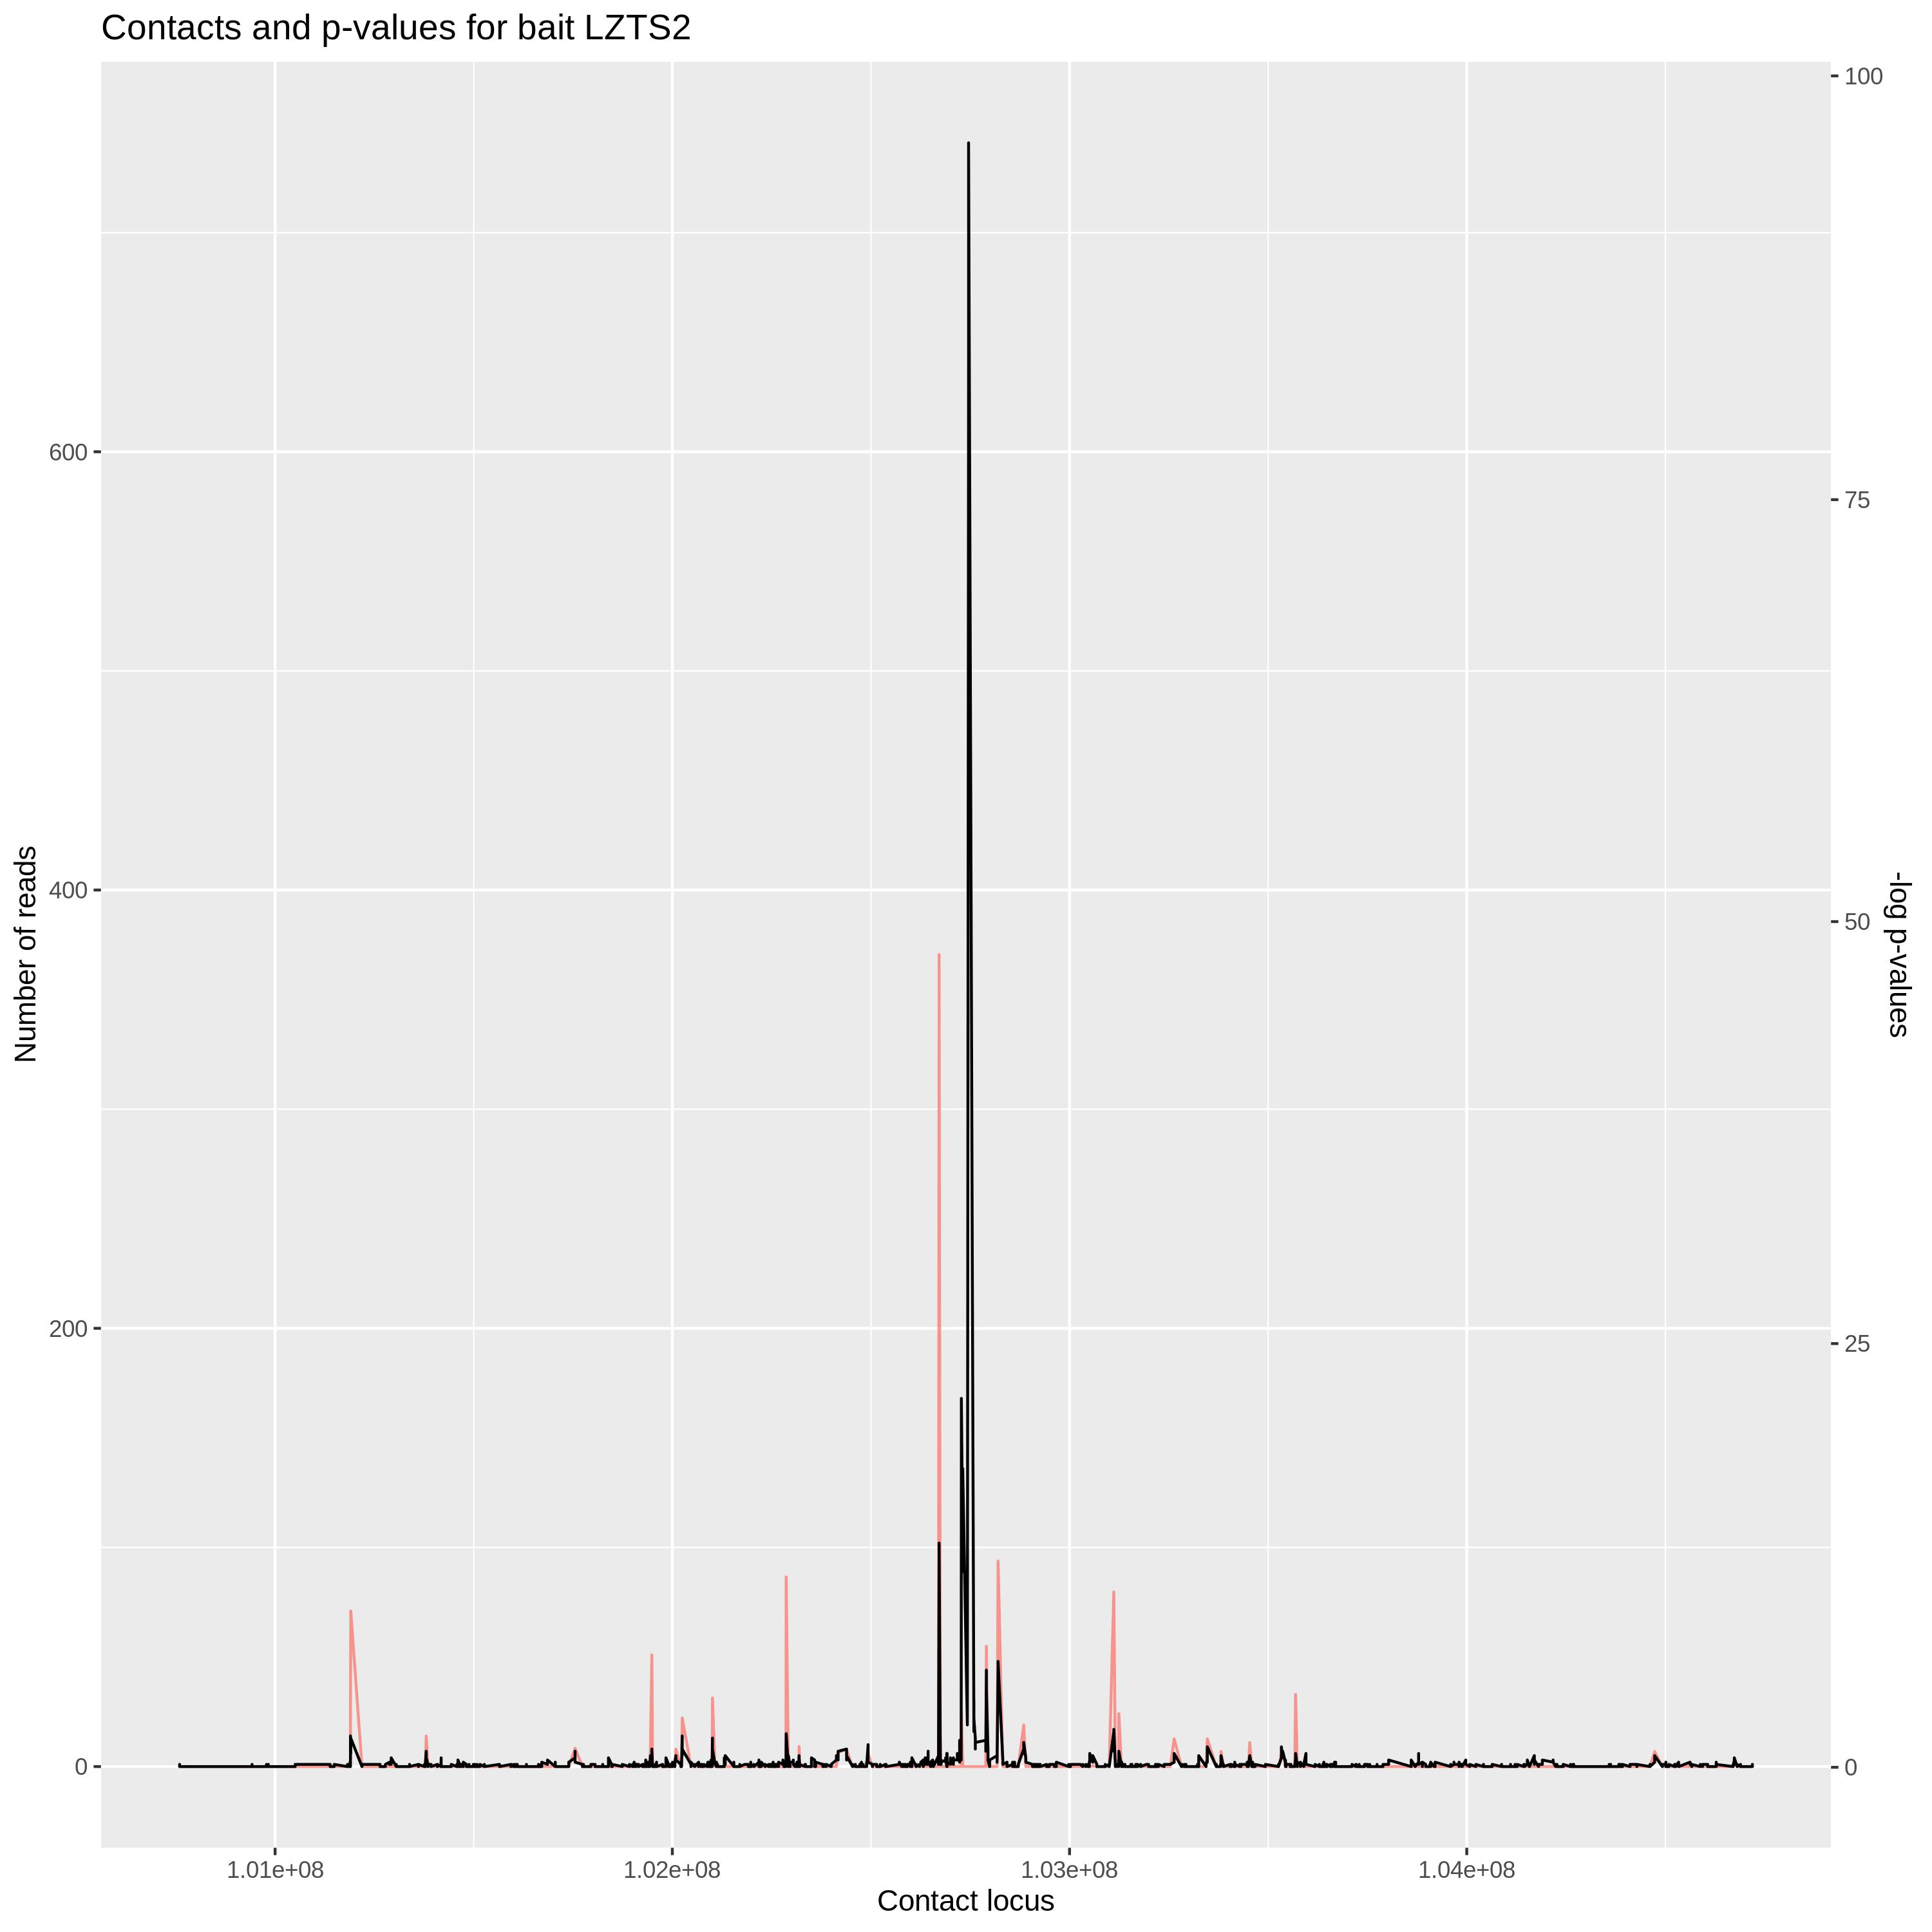 Contacts and p-values for bait LZTS2
Number of reads
600
400
200
0
100
75
50
25
0
-log p-values
1.01e+08
1.02e+08
1.03e+08
1.04e+08
Contact locus